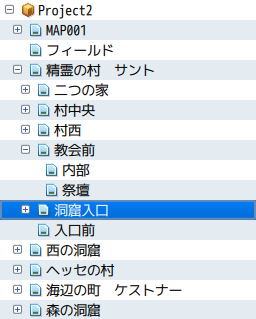 Project2
MAP001
フィールド
精霊の村　サント
二つの家
村中央
村西
教会前
内部
祭壇
洞窟入口
入口前
西の洞窟
ヘッセの村
海辺の町　ケストナー
森の洞窟